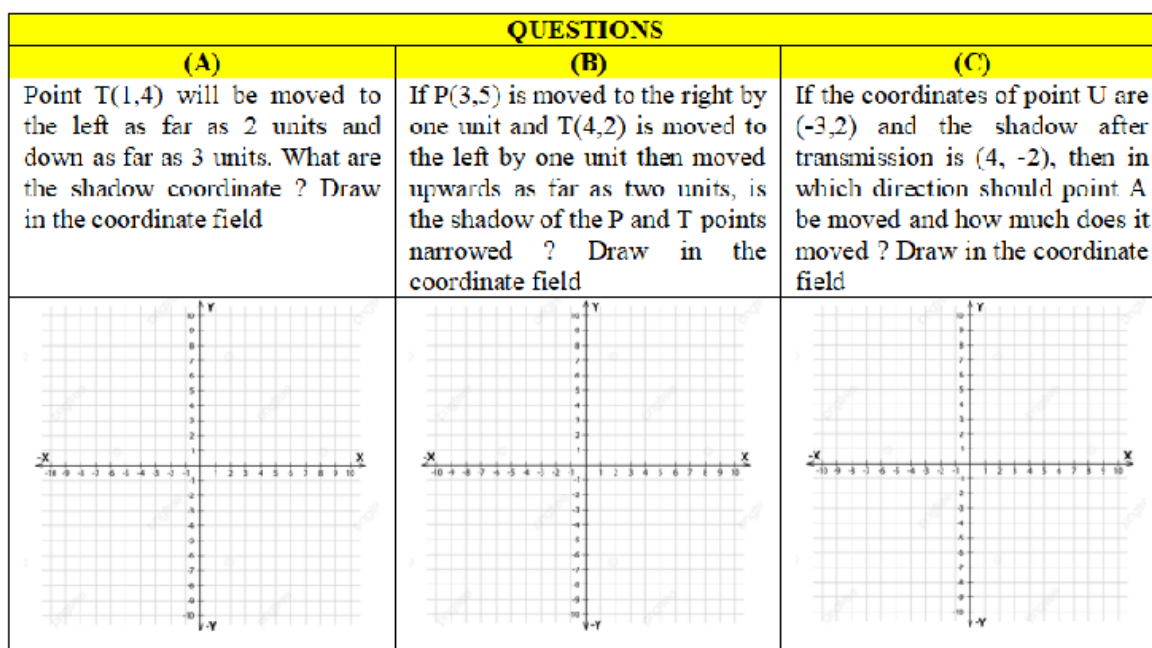 QUESTIONS
(A)
Point T(1,4) will be moved to
the left as far as 2 units and
down as far as 3 units. What are
the shadow coordinate ? Draw
in the coordinate field
(B)
If P(3,5) is moved to the right by
one unit and T(4,2) is moved to
the left by one unit then moved
upwards as far as two units, is
the shadow of the P and T points
narrowed ? Draw in the
coordinate field
(C)
If the coordinates of point U are
(-3,2) and the shadow after
transmission is (4, -2), then in
which direction should point A
be moved and how much does it
moved ? Draw in the coordinate
field
Y
-X
X
-Y
Y
-X
X
-Y
Y
-X
X
-Y